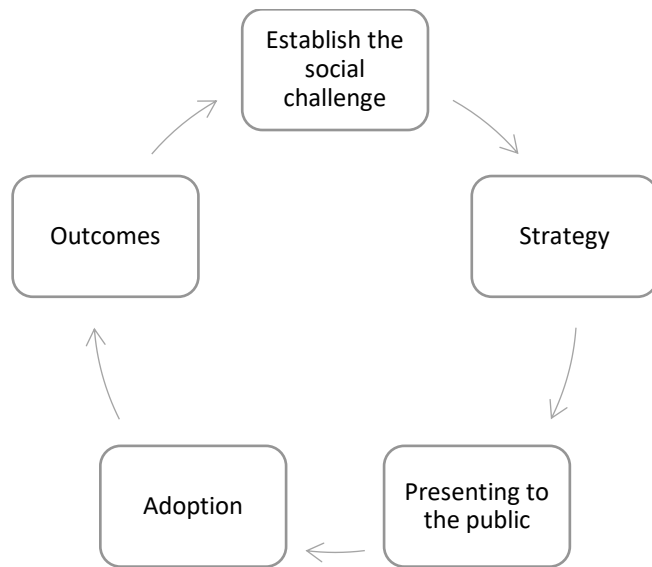 Establish the
social
challenge
Strategy
Presenting to
the public
Adoption
Outcomes